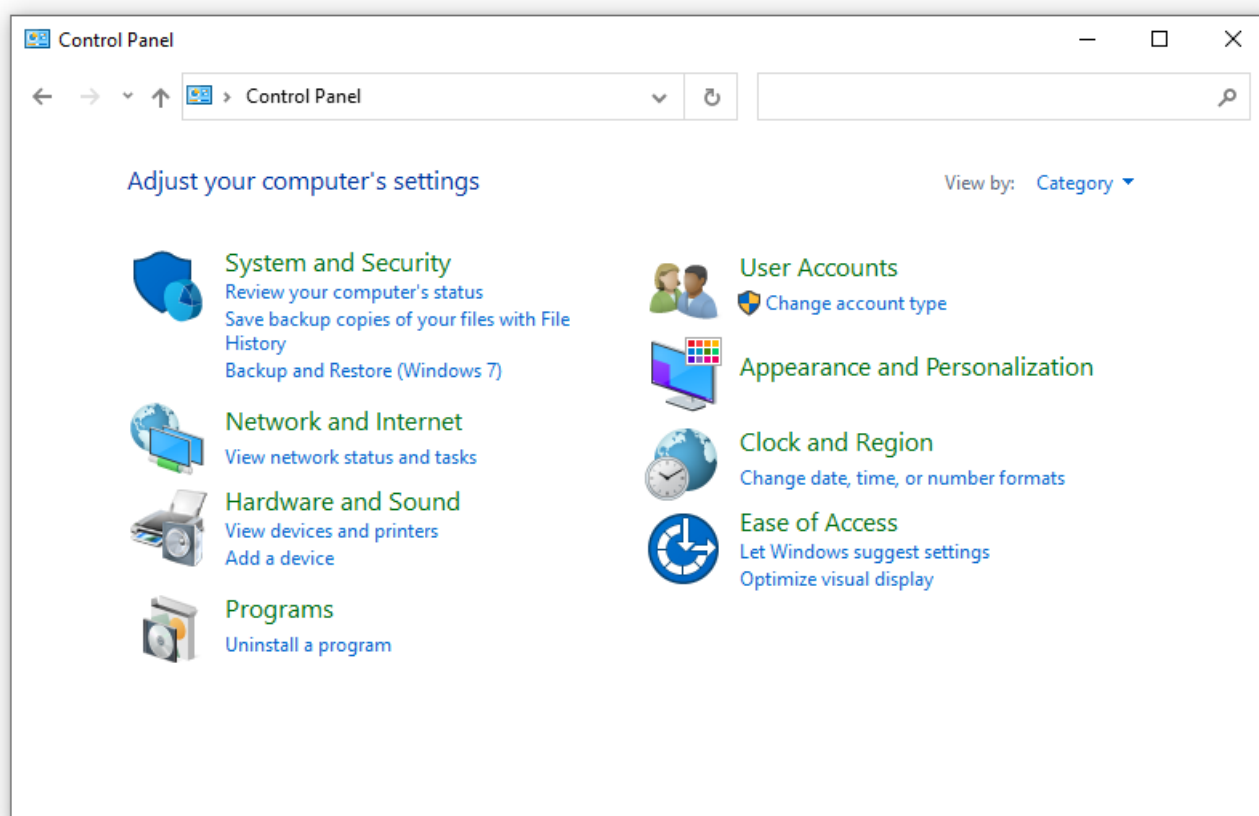 Control Panel
Control Panel
Adjust your computer's settings
View by: Category
System and Security
Review your computer's status
Save backup copies of your files with File
History
Backup and Restore (Windows 7)
Network and Internet
View network status and tasks
Hardware and Sound
View devices and printers
Add a device
Programs
Uninstall a program
User Accounts
Change account type
Appearance and Personalization
Clock and Region
Change date, time, or number formats
Ease of Access
Let Windows suggest settings
Optimize visual display